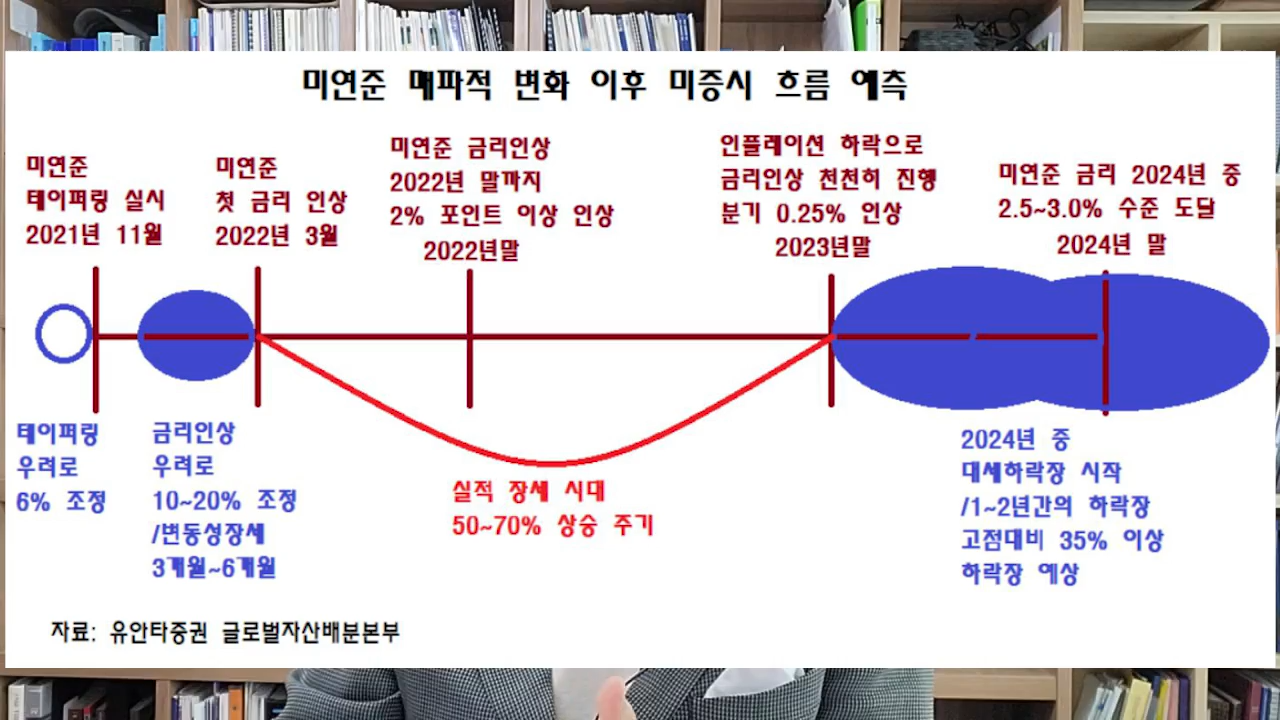 미연준 매파적 변화 이후 미증시 흐름 예측
미연준
테이퍼링 실시
2021년 11월
미연준
첫 금리 인상
2022년 3월
미연준 금리인상
2022년 말까지
2% 포인트 이상 인상
2022년말
인플레이션 하락으로
금리인상 천천히 진행
분기 0.25% 인상
2023년말
미연준 금리 2024년 중
2.5~3.0% 수준 도달
2024년 말
테이퍼링
우려로
6% 조정
금리인상
우려로
10~20% 조정
/변동성장세
3개월~6개월
실적 장세 시대
50~70% 상승 주기
2024년 중
대세하락장 시작
/1~2년간의 하락장
고점대비 35% 이상
하락장 예상
자료: 유안타증권 글로벌자산배분본부